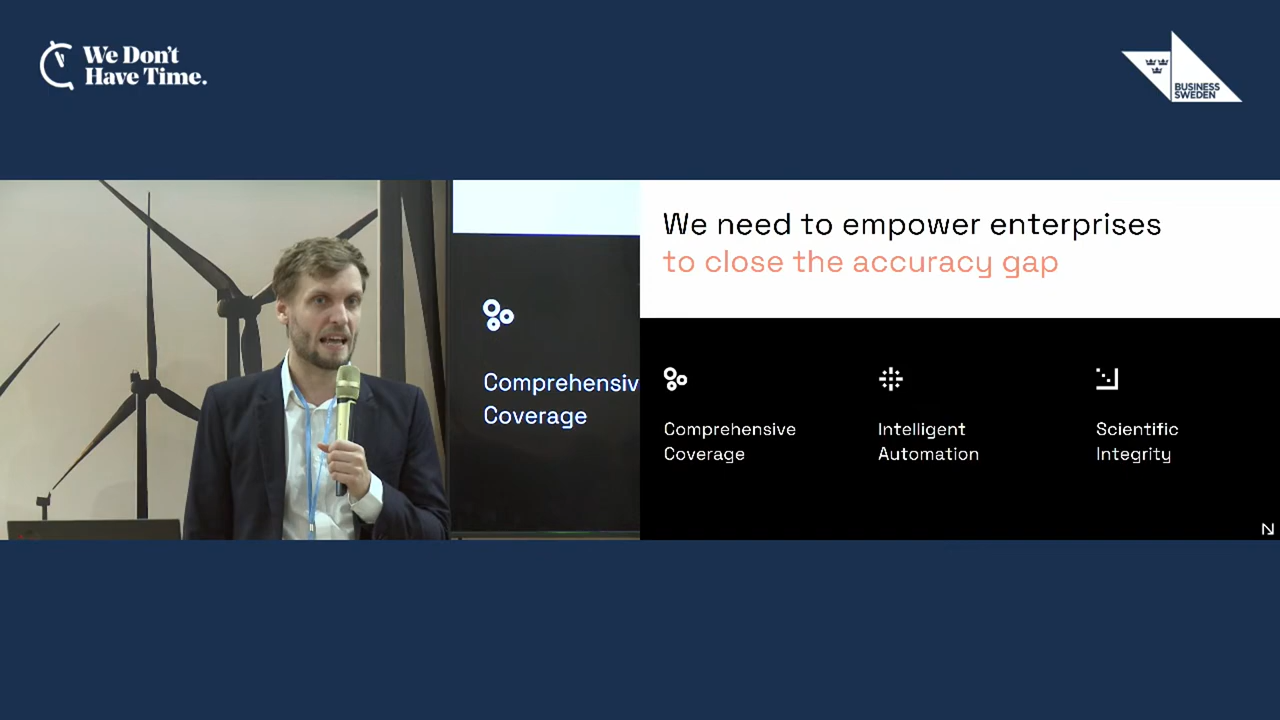 We Don't
Have Time.
BUSINESS
SWEDEN
Comprehensiv
Coverage
We need to empower enterprises
to close the accuracy gap
Comprehensive
Coverage
Intelligent
Automation
Scientific
Integrity